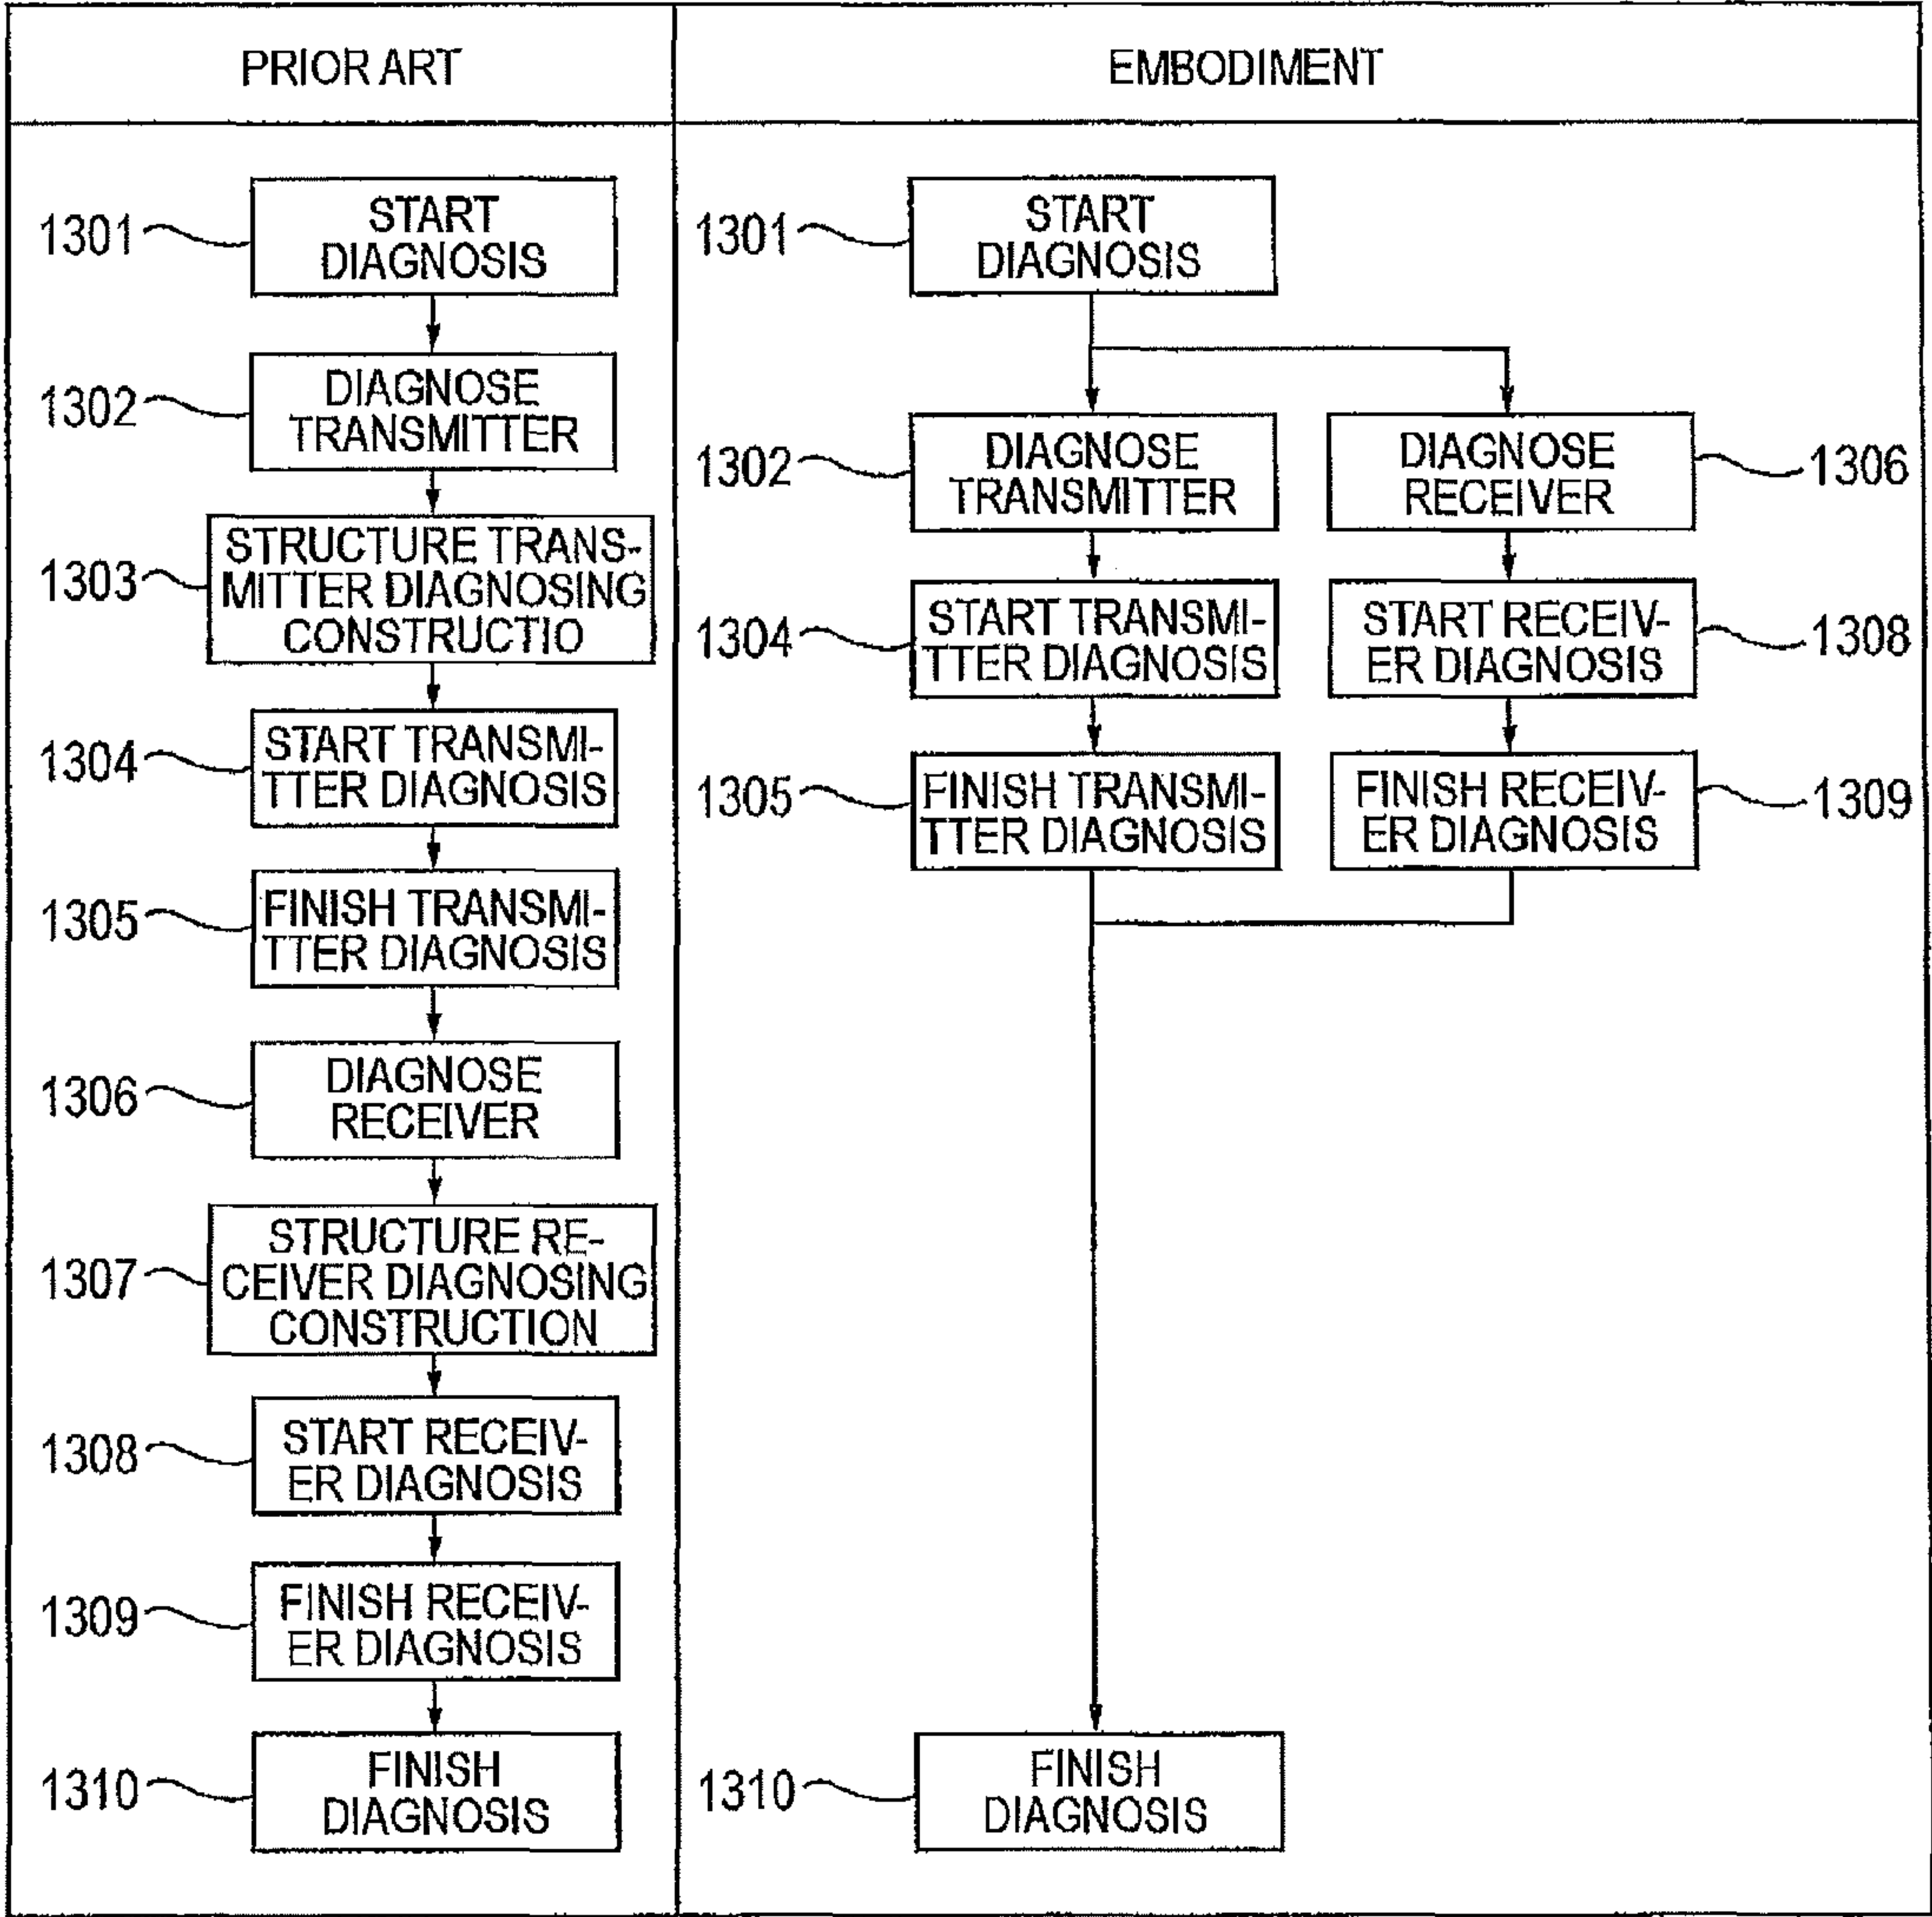 PRIOR ART
1301
START
DIAGNOSIS
1302
DIAGNOSE
TRANSMITTER
1303
STRUCTURE TRANS-
MITTER DIAGNOSING
CONSTRUCTIO
1304
START TRANSMI-
TTER DIAGNOSIS
1305
FINISH TRANSMI-
TTER DIAGNOSIS
1306
DIAGNOSE
RECEIVER
1307
STRUCTURE RE-
CEIVER DIAGNOSING
CONSTRUCTION
1308
START RECEIV-
ER DIAGNOSIS
1309
FINISH RECEIV-
ER DIAGNOSIS
1310
FINISH
DIAGNOSIS
EMBODIMENT
1301
START
DIAGNOSIS
1302
DIAGNOSE
TRANSMITTER
DIAGNOSE
RECEIVER
1306
1304
START TRANSMI-
TTER DIAGNOSIS
START RECEIV-
ER DIAGNOSIS
1308
1305
FINISH TRANSMI-
TTER DIAGNOSIS
FINISH RECEIV-
ER DIAGNOSIS
1309
1310
FINISH
DIAGNOSIS